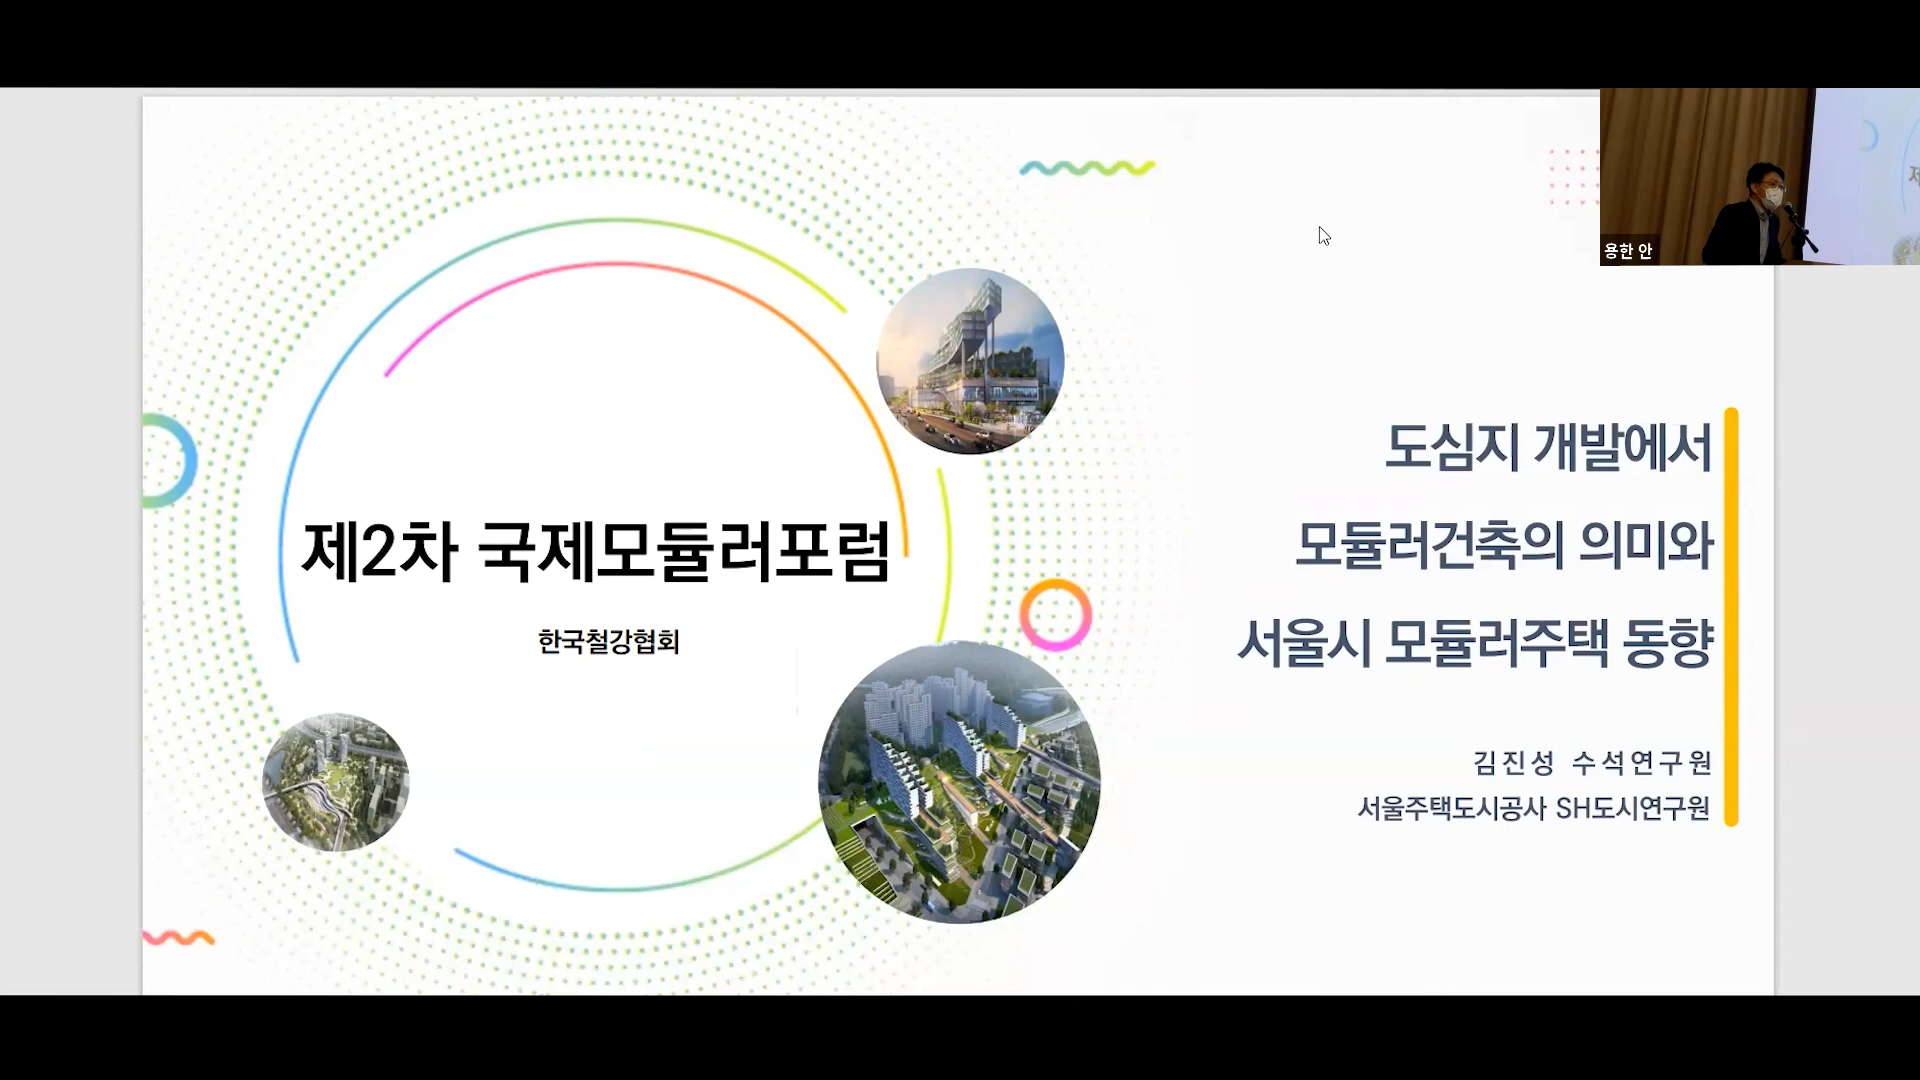 제2차 국제모듈러포럼
한국철강협회
도심지 개발에서
모듈러건축의 의미와
서울시 모듈러주택 동향
김진성 수석연구원
서울주택도시공사 SH도시연구원
용한 안
제